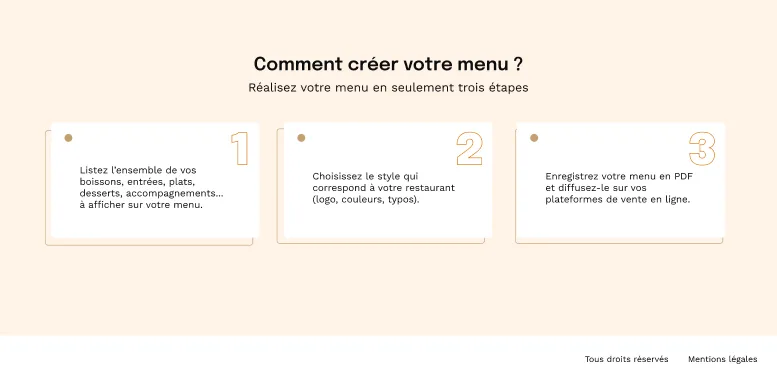 Comment créer votre menu ?
Réalisez votre menu en seulement trois étapes
1
Listez l'ensemble de vos
boissons, entrées, plats,
desserts, accompagnements...
à afficher sur votre menu.
2
Choisissez le style qui
correspond à votre restaurant
(logo, couleurs, typos).
3
Enregistrez votre menu en PDF
et diffusez-le sur vos
plateformes de vente en ligne.
Tous droits réservés
Mentions légales